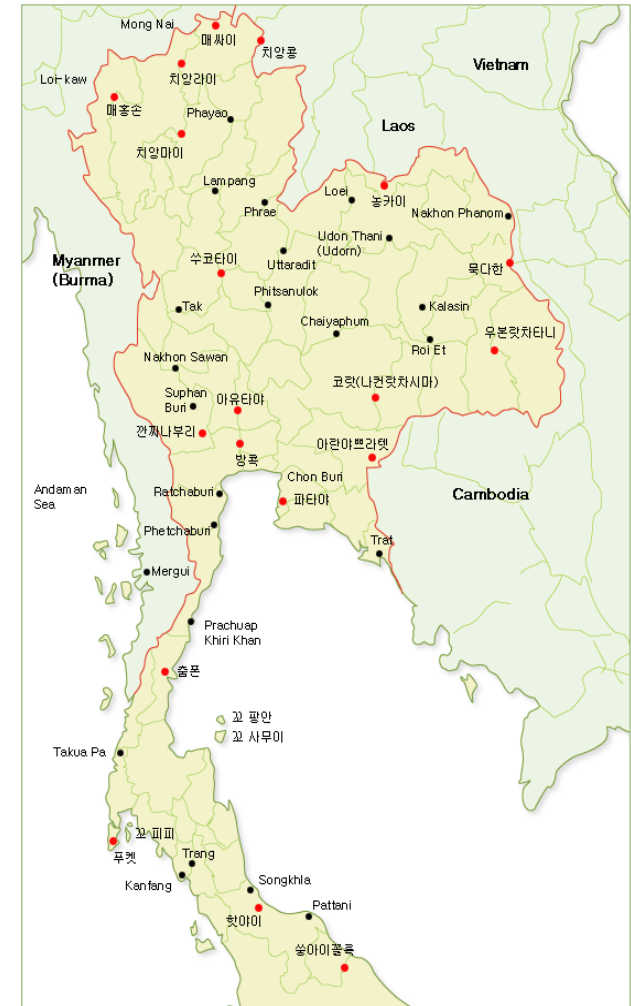 Mong Nai
매싸이
치앙콩
Vietnam
Loi-kaw
치앙라이
매홍손
Phayao
Laos
치앙마이
Lampang
Loei
농카이
Phrae
Nakhon Phanom
Udon Thani
(Udorn)
Myanmer
(Burma)
쑤코타이
Uttaradit
묵다한
Phitsanulok
Tak
Kalasin
Chaiyaphum
우본랏차타니
Roi Et
Nakhon Sawan
코랏(나컨랏차시마)
Suphan
Buri
아유타야
깐짜나부리
방콕
아란야쁘라텟
Chon Buri
Andaman
Sea
Ratchaburi
파타야
Cambodia
Phetchaburi
Trat
Mergui
Prachuap
Khiri Khan
춤폰
꼬 팡안
꼬 사무이
Takua Pa
꼬 피피
푸켓
Trang
Kanfang
Songkhla
Pattani
핫야이
쑹아이꼴록